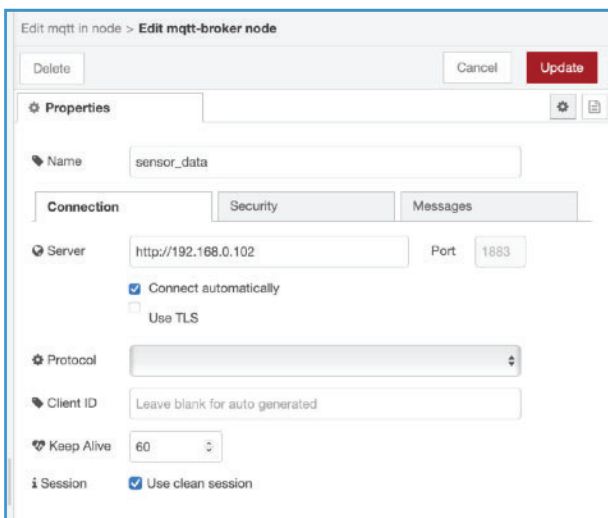 Edit mqtt in node > Edit mqtt-broker node
Delete Cancel Update
Properties
Name sensor_data
Connection Security Messages
Server http://192.168.0.102 Port 1883
Connect automatically
Use TLS
Protocol
Client ID Leave blank for auto generated
Keep Alive 60
Session Use clean session